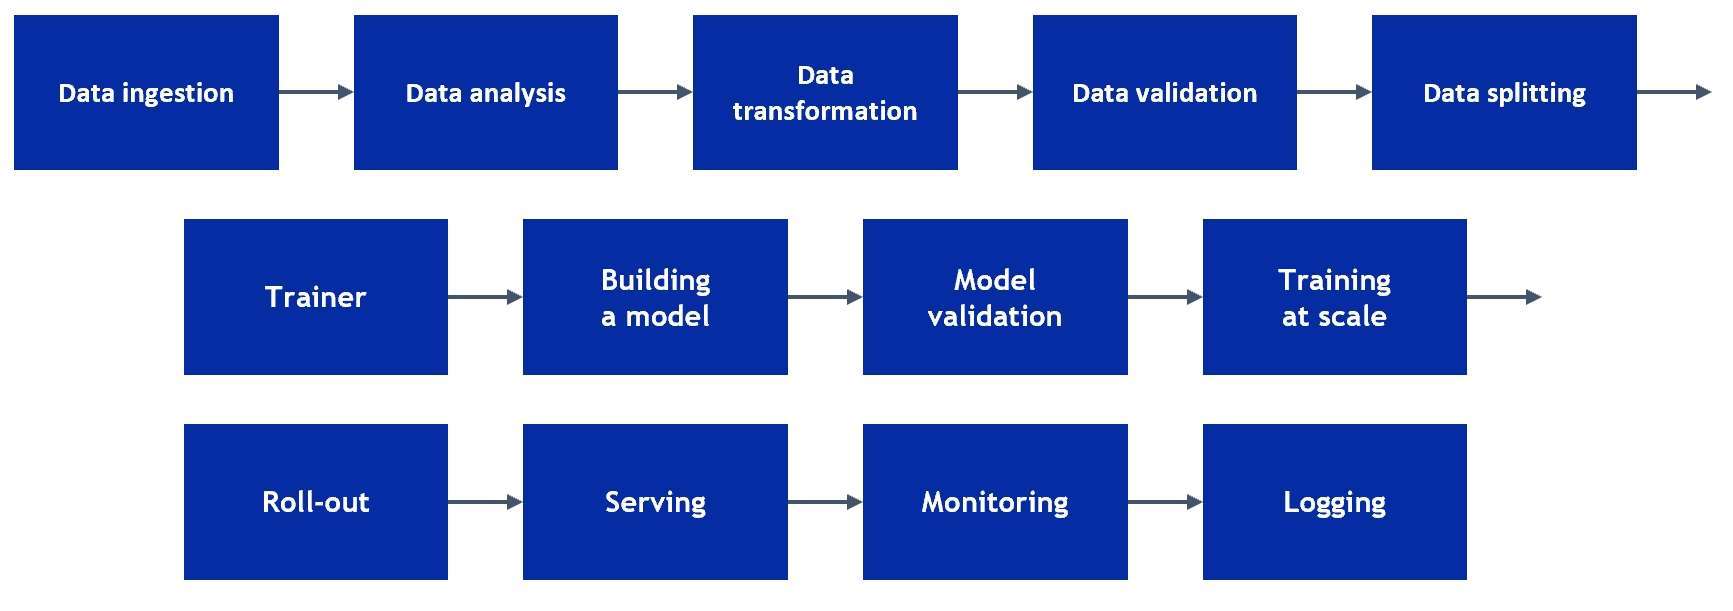 Data ingestion
Data analysis
Data
transformation
Data validation
Data splitting
Trainer
Building
a model
Model
validation
Training
at scale
Roll-out
Serving
Monitoring
Logging